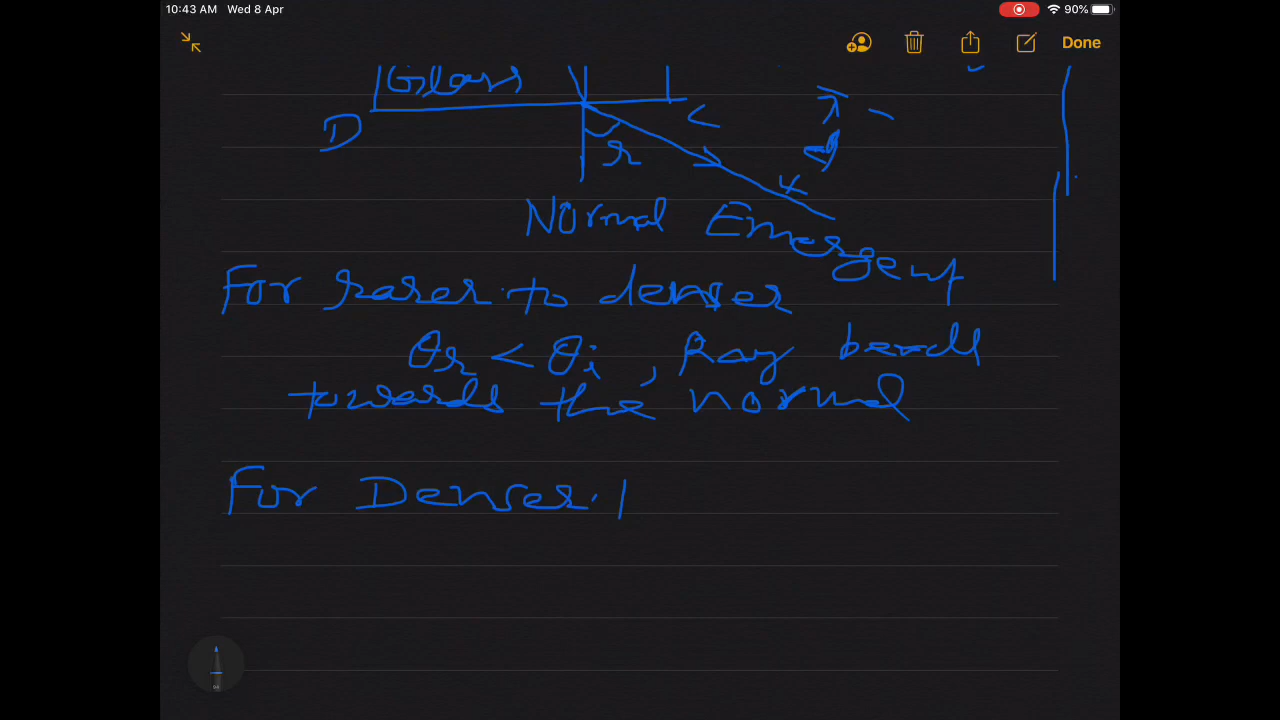 10:43 AM Wed 8 Apr
90%
Done
Glass
D
C
r
Normal Emergent
For rarer to denser
θr < θi, Ray bends
towards the normal
For Denser